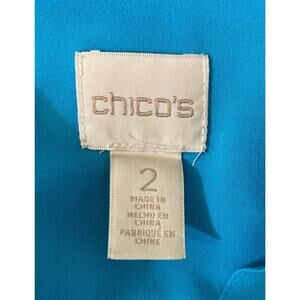 chico's
2
MADE IN
CHINA
HECHO EN
CHINA
FABRIQUÉ EN
CHINE